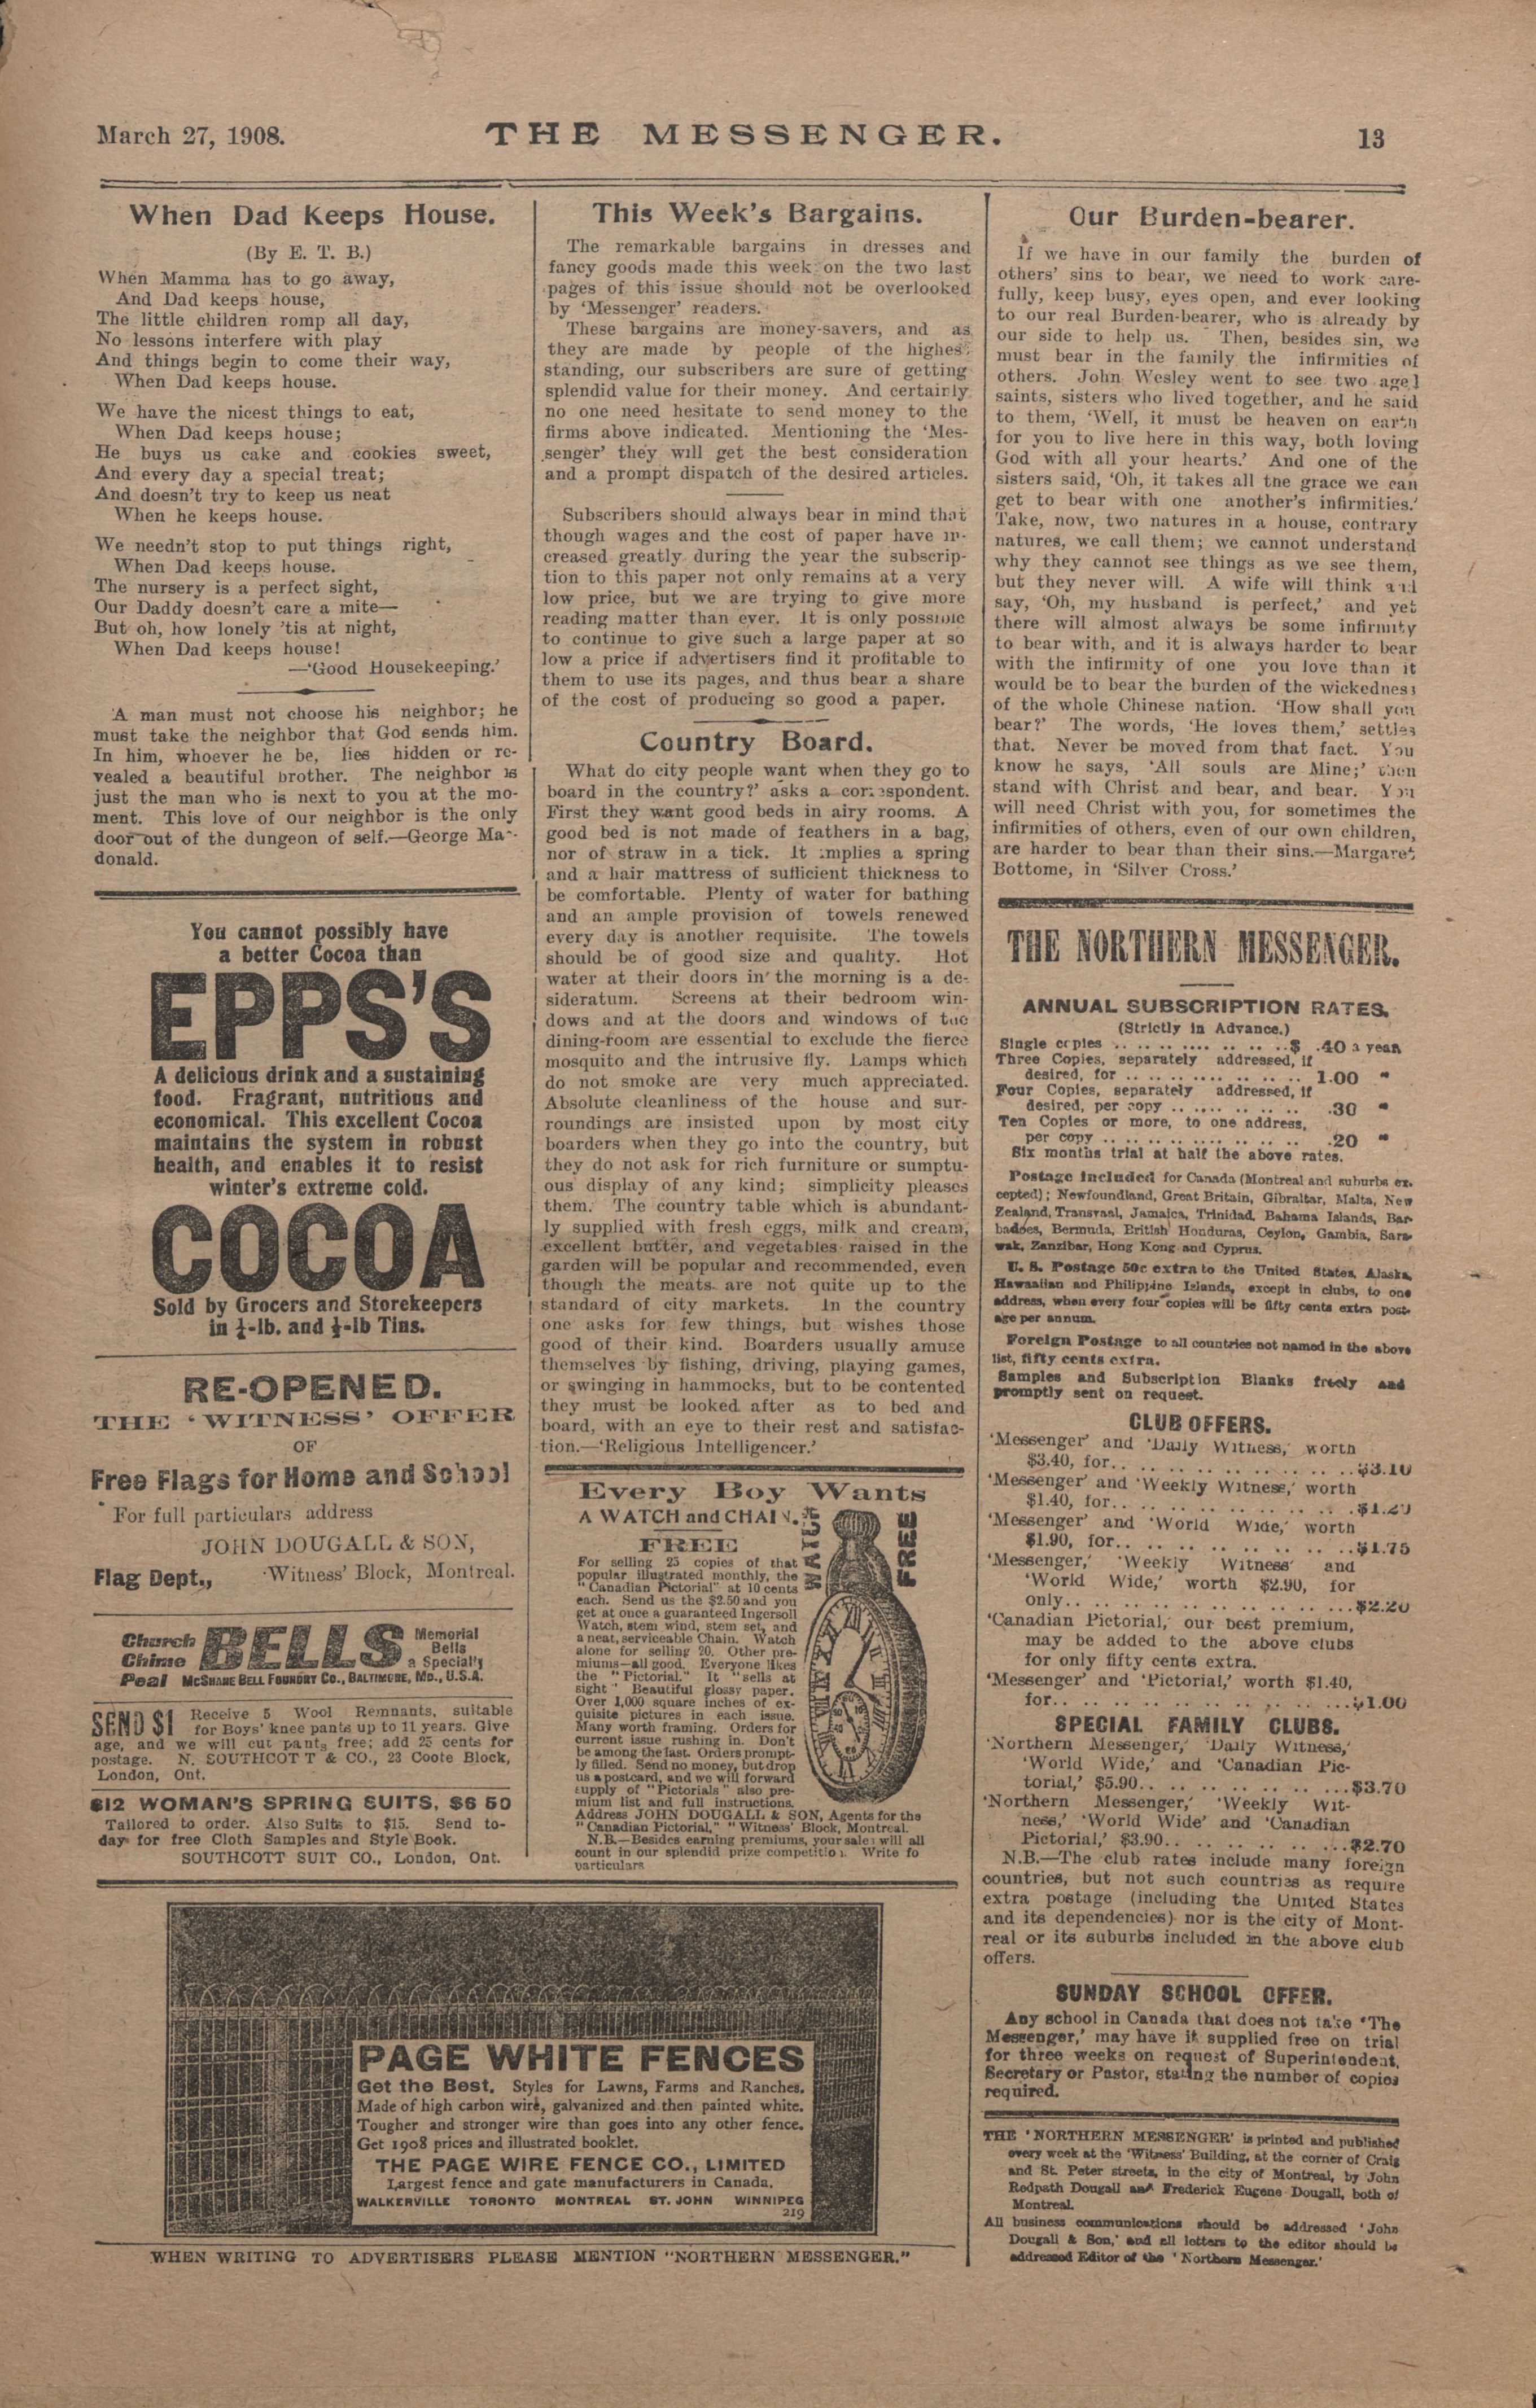 March 27, 1908.
THE MESSENGER.
13
When Dad Keeps House.
(By E. T. B.)
When Mamma has to go away,
And Dad keeps house,
The little children romp all day,
No lessons interfere with play
And things begin to come their way,
When Dad keeps house.
We have the nicest things to eat,
When Dad keeps house;
He buys us cake and cookies sweet,
And every day a special treat;
And doesn't try to keep us neat
When he keeps house.
We needn't stop to put things right,
When Dad keeps house.
The nursery is a perfect sight,
Our Daddy doesn't care a mite—
But oh, how lonely 'tis at night,
When Dad keeps house!
—'Good Housekeeping.'
A man must not choose his neighbor; he
must take the neighbor that God sends him.
In him, whoever he be, lies hidden or re-
vealed a beautiful brother. The neighbor is
just the man who is next to you at the mo-
ment. This love of our neighbor is the only
door out of the dungeon of self.—George Mac-
donald.
You cannot possibly have
a better Cocoa than
EPPS'S
A delicious drink and a sustaining
food. Fragrant, nutritious and
economical. This excellent Cocoa
maintains the system in robust
health, and enables it to resist
winter's extreme cold.
COCOA
Sold by Grocers and Storekeepers
in ¼-lb. and ½-lb Tins.
RE-OPENED.
THE 'WITNESS' OFFER
OF
Free Flags for Home and School
For full particulars address
JOHN DOUGALL & SON,
Flag Dept., 'Witness' Block, Montreal.
Church
Chime
Peal
BELLS
Memorial
Bells
a Special'y
McSHANE BELL FOUNDRY CO., BALTIMORE, MD., U.S.A.
SEND $1 Receive 5 Wool Remnants, suitable
for Boys' knee pants up to 11 years. Give
age, and we will cut pants free; add 25 cents for
postage. N. SOUTHCOTT & CO., 23 Coote Block,
London, Ont.
$12 WOMAN'S SPRING SUITS, $6 50
Tailored to order. Also Suits to $15. Send to-
day for free Cloth Samples and Style Book.
SOUTHCOTT SUIT CO., London, Ont.
This Week's Bargains.
The remarkable bargains in dresses and
fancy goods made this week on the two last
pages of this issue should not be overlooked
by 'Messenger' readers.
These bargains are money-savers, and as
they are made by people of the highest
standing, our subscribers are sure of getting
splendid value for their money. And certainly
no one need hesitate to send money to the
firms above indicated. Mentioning the 'Mes-
senger' they will get the best consideration
and a prompt dispatch of the desired articles.
Subscribers should always bear in mind that
though wages and the cost of paper have in-
creased greatly during the year the subscrip-
tion to this paper not only remains at a very
low price, but we are trying to give more
reading matter than ever. It is only possible
to continue to give such a large paper at so
low a price if advertisers find it profitable to
them to use its pages, and thus bear a share
of the cost of producing so good a paper.
Country Board.
What do city people want when they go to
board in the country?' asks a correspondent.
First they want good beds in airy rooms. A
good bed is not made of feathers in a bag,
nor of straw in a tick. It implies a spring
and a hair mattress of sufficient thickness to
be comfortable. Plenty of water for bathing
and an ample provision of towels renewed
every day is another requisite. The towels
should be of good size and quality. Hot
water at their doors in the morning is a de-
sideratum. Screens at their bedroom win-
dows and at the doors and windows of the
dining-room are essential to exclude the fierce
mosquito and the intrusive fly. Lamps which
do not smoke are very much appreciated.
Absolute cleanliness of the house and sur-
roundings are insisted upon by most city
boarders when they go into the country, but
they do not ask for rich furniture or sumptu-
ous display of any kind; simplicity pleases
them. The country table which is abundant-
ly supplied with fresh eggs, milk and cream,
excellent butter, and vegetables raised in the
garden will be popular and recommended, even
though the meats are not quite up to the
standard of city markets. In the country
one asks for few things, but wishes those
good of their kind. Boarders usually amuse
themselves by fishing, driving, playing games,
or swinging in hammocks, but to be contented
they must be looked after as to bed and
board, with an eye to their rest and satisfac-
tion.—'Religious Intelligencer.'
Every Boy Wants
A WATCH and CHAIN.
FREE
WATCH
FREE
For selling 25 copies of that
popular illustrated monthly, the
"Canadian Pictorial" at 10 cents
each. Send us the $2.50 and you
get at once a guaranteed Ingersoll
Watch, stem wind, stem set, and
a neat, serviceable Chain. Watch
alone for selling 20. Other pre-
miums—all good. Everyone likes
the "Pictorial." It "sells at
sight" Beautiful glossy paper.
Over 1,000 square inches of ex-
quisite pictures in each issue.
Many worth framing. Orders for
current issue rushing in. Don't
be among the last. Orders prompt-
ly filled. Send no money, but drop
us a postcard, and we will forward
supply of "Pictorials" also pre-
mium list and full instructions.
Address JOHN DOUGALL & SON, Agents for the
"Canadian Pictorial," "Witness' Block, Montreal.
N.B.—Besides earning premiums, your sales will all
count in our splendid prize competition. Write fo
particulars
PAGE WHITE FENCES
Get the Best. Styles for Lawns, Farms and Ranches.
Made of high carbon wire, galvanized and then painted white.
Tougher and stronger wire than goes into any other fence.
Get 1908 prices and illustrated booklet.
THE PAGE WIRE FENCE CO., LIMITED
Largest fence and gate manufacturers in Canada.
WALKERVILLE TORONTO MONTREAL ST. JOHN WINNIPEG
219
WHEN WRITING TO ADVERTISERS PLEASE MENTION "NORTHERN MESSENGER."
Our Burden-bearer.
If we have in our family the burden of
others' sins to bear, we need to work care-
fully, keep busy, eyes open, and ever looking
to our real Burden-bearer, who is already by
our side to help us. Then, besides sin, we
must bear in the family the infirmities of
others. John Wesley went to see two aged
saints, sisters who lived together, and he said
to them, 'Well, it must be heaven on earth
for you to live here in this way, both loving
God with all your hearts.' And one of the
sisters said, 'Oh, it takes all the grace we can
get to bear with one another's infirmities.'
Take, now, two natures in a house, contrary
natures, we call them; we cannot understand
why they cannot see things as we see them,
but they never will. A wife will think and
say, 'Oh, my husband is perfect,' and yet
there will almost always be some infirmity
to bear with, and it is always harder to bear
with the infirmity of one you love than it
would be to bear the burden of the wickedness
of the whole Chinese nation. 'How shall you
bear?' The words, 'He loves them,' settles
that. Never be moved from that fact. You
know he says, 'All souls are Mine;' then
stand with Christ and bear, and bear. You
will need Christ with you, for sometimes the
infirmities of others, even of our own children,
are harder to bear than their sins.—Margaret
Bottome, in 'Silver Cross.'
THE NORTHERN MESSENGER.
ANNUAL SUBSCRIPTION RATES.
(Strictly in Advance.)
Single copies .. .. .. .. .. .. .. ..$ .40 a year
Three Copies, separately addressed, if
desired, for .. .. .. .. .. .. .. .. 1.00 "
Four Copies, separately addressed, if
desired, per copy .. .. .. .. .. .. .30 "
Ten Copies or more, to one address,
per copy .. .. .. .. .. .. .. .. .20 "
Six months trial at half the above rates.
Postage included for Canada (Montreal and suburbs ex-
cepted); Newfoundland, Great Britain, Gibraltar, Malta, New
Zealand, Transvaal, Jamaica, Trinidad, Bahama Islands, Bar-
badoes, Bermuda, British Honduras, Ceylon, Gambia, Sara-
wak, Zanzibar, Hong Kong and Cyprus.
U. S. Postage 50c extra to the United States, Alaska,
Hawaiian and Philippine Islands, except in clubs, to one
address, when every four copies will be fifty cents extra post-
age per annum.
Foreign Postage to all countries not named in the above
list, fifty cents extra.
Samples and Subscription Blanks freely and
promptly sent on request.
CLUB OFFERS.
'Messenger' and 'Daily Witness,' worth
$3.40, for.. .. .. .. .. .. .. .. ..$3.10
'Messenger' and 'Weekly Witness,' worth
$1.40, for.. .. .. .. .. .. .. .. ..$1.20
'Messenger' and 'World Wide,' worth
$1.90, for.. .. .. .. .. .. .. .. ..$1.75
'Messenger,' 'Weekly Witness' and
'World Wide,' worth $2.90, for
only.. .. .. .. .. .. .. .. .. ..$2.20
'Canadian Pictorial,' our best premium,
may be added to the above clubs
for only fifty cents extra.
'Messenger' and 'Pictorial,' worth $1.40,
for.. .. .. .. .. .. .. .. .. ..$1.00
SPECIAL FAMILY CLUBS.
'Northern Messenger,' 'Daily Witness,'
'World Wide,' and 'Canadian Pic-
torial,' $5.90.. .. .. .. .. .. ..$3.70
'Northern Messenger,' 'Weekly Wit-
ness,' 'World Wide' and 'Canadian
Pictorial,' $3.90.. .. .. .. .. ..$2.70
N.B.—The club rates include many foreign
countries, but not such countries as require
extra postage (including the United States
and its dependencies) nor is the city of Mont-
real or its suburbs included in the above club
offers.
SUNDAY SCHOOL OFFER.
Any school in Canada that does not take 'The
Messenger,' may have it supplied free on trial
for three weeks on request of Superintendent,
Secretary or Pastor, stating the number of copies
required.
THE 'NORTHERN MESSENGER' is printed and published
every week at the 'Witness' Building, at the corner of Craig
and St. Peter streets, in the city of Montreal, by John
Redpath Dougall and Frederick Eugene Dougall, both of
Montreal.
All business communications should be addressed 'John
Dougall & Son,' and all letters to the editor should be
addressed Editor of the 'Northern Messenger.'